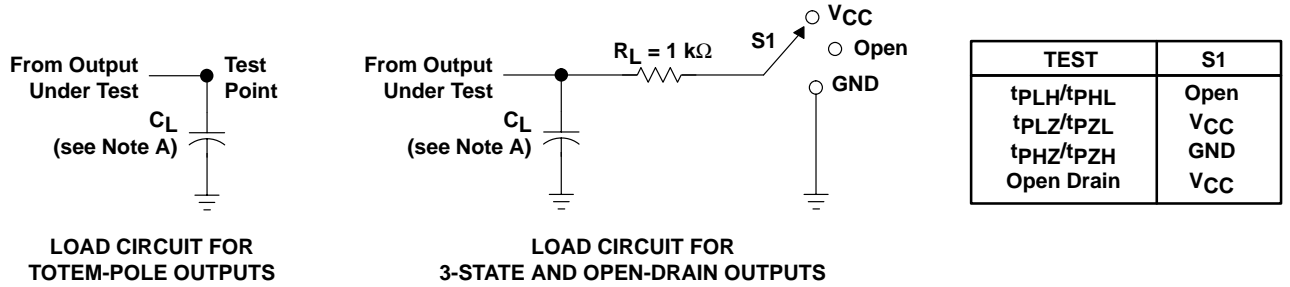 From Output
Under Test
Test
Point
CL
(see Note A)
LOAD CIRCUIT FOR
TOTEM-POLE OUTPUTS
From Output
Under Test
RL = 1 kΩ
S1
VCC
Open
GND
CL
(see Note A)
LOAD CIRCUIT FOR
3-STATE AND OPEN-DRAIN OUTPUTS
TEST S1
tPLH/tPHL Open
tPLZ/tPZL VCC
tPHZ/tPZH GND
Open Drain VCC